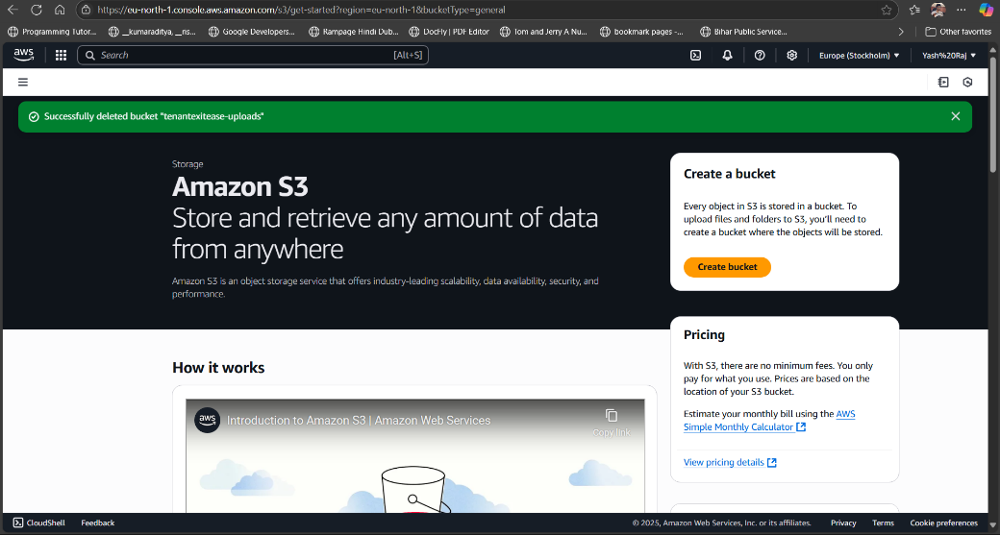 https://eu-north-1.console.aws.amazon.com/s3/get-started?region=eu-north-1&bucketType=general
Programming Tutor...
__kumaraditya, __ris...
Google Developers...
Rampage Hindi Dub...
DocFly | PDF Editor
Tom and Jerry A Nu...
bookmark pages -...
Bihar Public Service...
Other favorites
aws
Search
[Alt+S]
Europe (Stockholm)
Yash%20Raj
Successfully deleted bucket "tenantexitease-uploads"
Storage
Amazon S3
Store and retrieve any amount of data
from anywhere
Amazon S3 is an object storage service that offers industry-leading scalability, data availability, security, and
performance.
Create a bucket
Every object in S3 is stored in a bucket. To
upload files and folders to S3, you'll need to
create a bucket where the objects will be stored.
Create bucket
Pricing
With S3, there are no minimum fees. You only
pay for what you use. Prices are based on the
location of your S3 bucket.
Estimate your monthly bill using the AWS
Simple Monthly Calculator
View pricing details
How it works
aws
Introduction to Amazon S3 | Amazon Web Services
Copy link
CloudShell
Feedback
© 2025, Amazon Web Services, Inc. or its affiliates.
Privacy
Terms
Cookie preferences